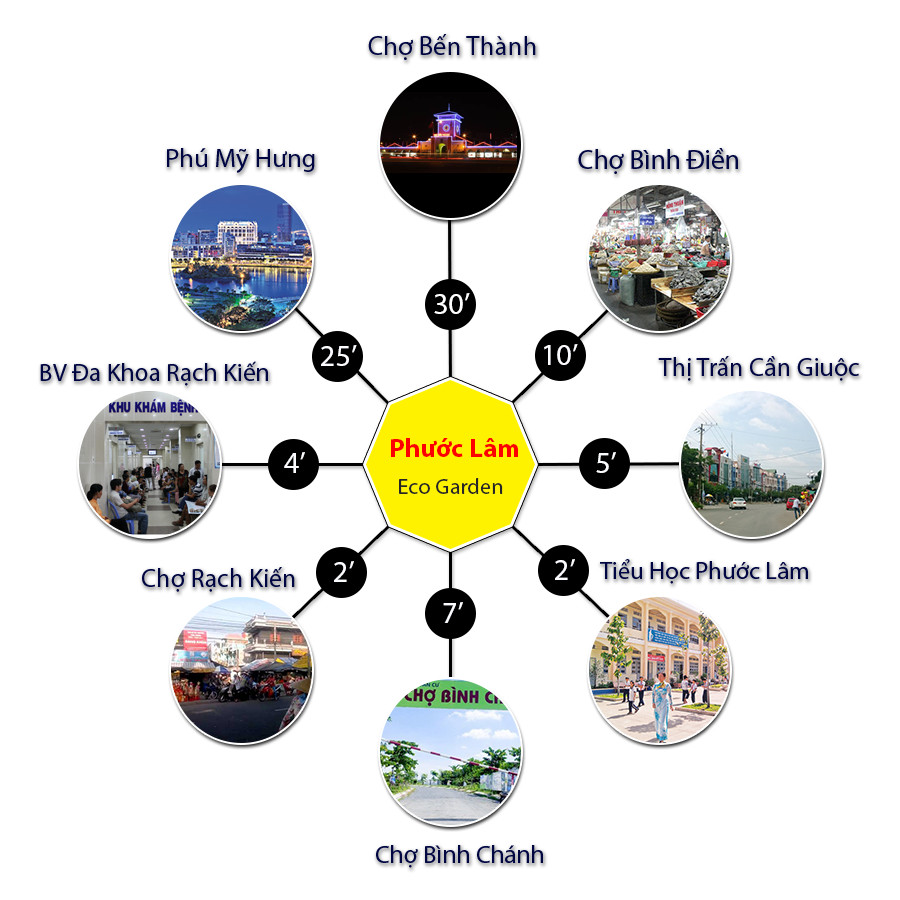 Chợ Bến Thành
Phú Mỹ Hưng
Chợ Bình Điền
30’
25’
10’
BV Đa Khoa Rạch Kiến
Thị Trấn Cần Giuộc
KHU KHÁM BỆNH
Phước Lâm
Eco Garden
4’
5’
2’
2’
Chợ Rạch Kiến
Tiểu Học Phước Lâm
7’
CHỢ BÌNH
Chợ Bình Chánh